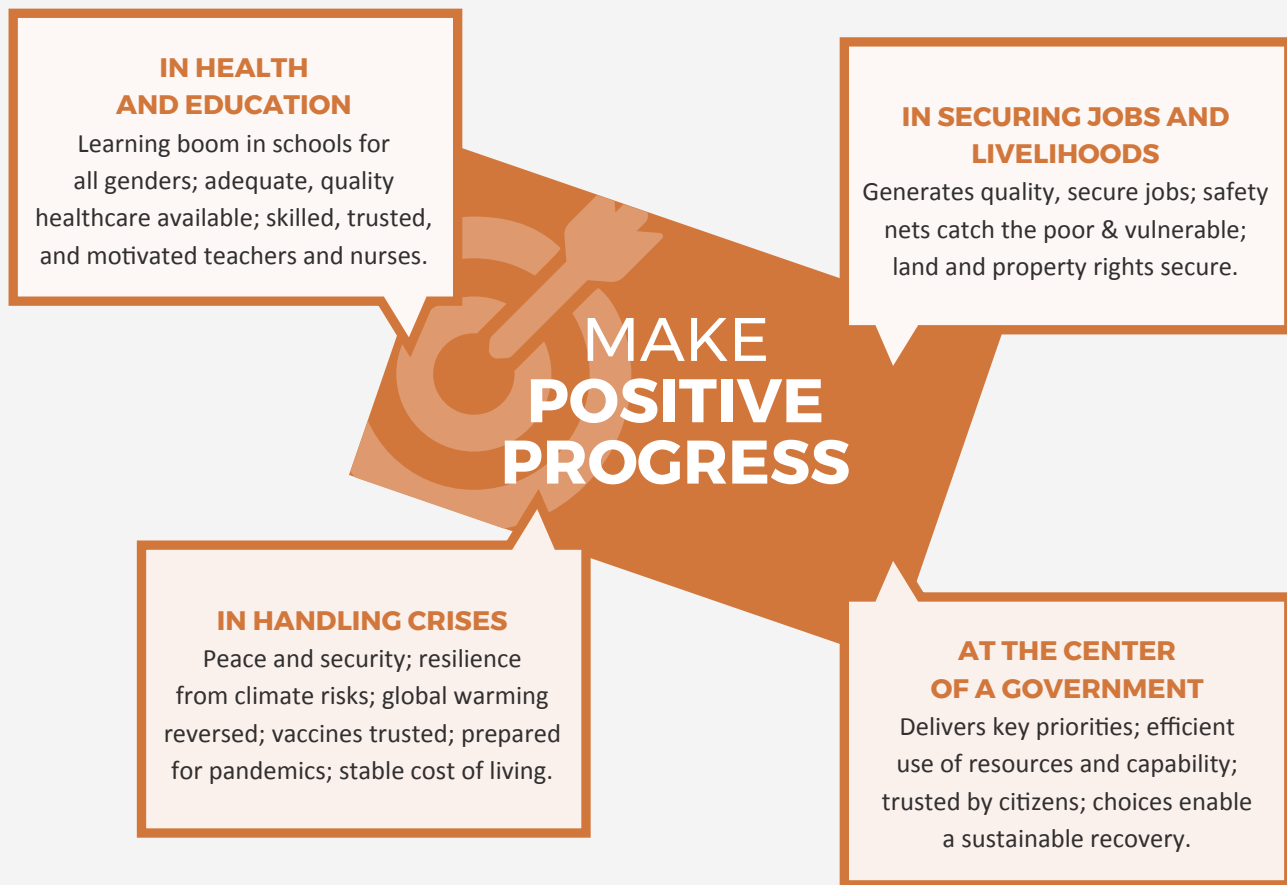 IN HEALTH
AND EDUCATION
Learning boom in schools for
all genders; adequate, quality
healthcare available; skilled, trusted,
and motivated teachers and nurses.
IN SECURING JOBS AND
LIVELIHOODS
Generates quality, secure jobs; safety
nets catch the poor & vulnerable;
land and property rights secure.
MAKE
POSITIVE
PROGRESS
IN HANDLING CRISES
Peace and security; resilience
from climate risks; global warming
reversed; vaccines trusted; prepared
for pandemics; stable cost of living.
AT THE CENTER
OF A GOVERNMENT
Delivers key priorities; efficient
use of resources and capability;
trusted by citizens; choices enable
a sustainable recovery.